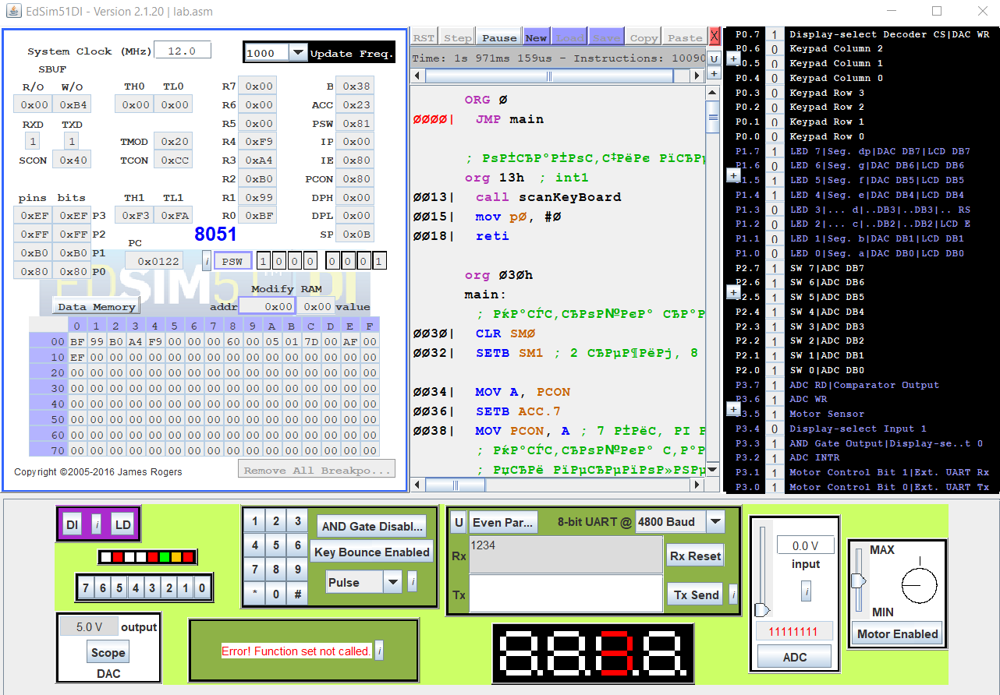 EdSim51DI - Version 2.1.20 | lab.asm
System Clock (MHz) 12.0
1000 Update Freq.
SBUF
R/O W/O TH0 TL0 R7 0x00 B 0x38
0x00 0xB4 0x00 0x00 R6 0x00 ACC 0x23
RXD TXD R5 0x00 PSW 0x81
1 1 TMOD 0x20 R4 0xF9 IP 0x00
SCON 0x40 TCON 0xCC R3 0xA4 IE 0x80
R2 0xB0 PCON 0x80
pins bits TH1 TL1 R1 0x99 DPH 0x00
0xEF 0xEF P3 0xF3 0xFA R0 0xBF DPL 0x00
0xFF 0xFF P2 8051 SP 0x0B
0xB0 0xB0 P1 PC
0x80 0x80 P0 0x0122 i PSW 1 0 0 0 0 0 0 1
EdSIM51DI
TM
Modify RAM
Data Memory addr 0x00 0x00 value
0 1 2 3 4 5 6 7 8 9 A B C D E F
00 BF 99 B0 A4 F9 00 00 00 60 00 05 01 7D 00 AF 00
10 EF 00 00 00 00 00 00 00 00 00 00 00 00 00 00 00
20 00 00 00 00 00 00 00 00 00 00 00 00 00 00 00 00
30 00 00 00 00 00 00 00 00 00 00 00 00 00 00 00 00
40 00 00 00 00 00 00 00 00 00 00 00 00 00 00 00 00
50 00 00 00 00 00 00 00 00 00 00 00 00 00 00 00 00
60 00 00 00 00 00 00 00 00 00 00 00 00 00 00 00 00
70 00 00 00 00 00 00 00 00 00 00 00 00 00 00 00 00
Copyright ©2005-2016 James Rogers Remove All Breakpo...
RST Step Pause New Load Save Copy Paste X
Time: 1s 971ms 159us - Instructions: 10090
U
+
ORG Ø
ØØØØ| JMP main
org 13h ; int1
ØØ13| call scanKeyBoard
ØØ15| mov pØ, #Ø
ØØ18| reti
org Ø3Øh
main:
ØØ3Ø| CLR SMØ
ØØ32| SETB SM1
ØØ34| MOV A, PCON
ØØ36| SETB ACC.7
ØØ38| MOV PCON, A
P0.7 1 Display-select Decoder CS|DAC WR
P0.6 0 Keypad Column 2
P0.5 0 Keypad Column 1
P0.4 0 Keypad Column 0
P0.3 0 Keypad Row 3
P0.2 0 Keypad Row 2
P0.1 0 Keypad Row 1
P0.0 0 Keypad Row 0
P1.7 1 LED 7|Seg. dp|DAC DB7|LCD DB7
P1.6 0 LED 6|Seg. g|DAC DB6|LCD DB6
P1.5 1 LED 5|Seg. f|DAC DB5|LCD DB5
P1.4 1 LED 4|Seg. e|DAC DB4|LCD DB4
P1.3 0 LED 3|... d|..DB3|..DB3|.. RS
P1.2 0 LED 2|... c|..DB2|..DB2|LCD E
P1.1 0 LED 1|Seg. b|DAC DB1|LCD DB1
P1.0 0 LED 0|Seg. a|DAC DB0|LCD DB0
P2.7 1 SW 7|ADC DB7
P2.6 1 SW 6|ADC DB6
P2.5 1 SW 5|ADC DB5
P2.4 1 SW 4|ADC DB4
P2.3 1 SW 3|ADC DB3
P2.2 1 SW 2|ADC DB2
P2.1 1 SW 1|ADC DB1
P2.0 1 SW 0|ADC DB0
P3.7 1 ADC RD|Comparator Output
P3.6 1 ADC WR
P3.5 1 Motor Sensor
P3.4 0 Display-select Input 1
P3.3 1 AND Gate Output|Display-se..t 0
P3.2 1 ADC INTR
P3.1 1 Motor Control Bit 1|Ext. UART Rx
P3.0 1 Motor Control Bit 0|Ext. UART Tx
DI i LD
7 6 5 4 3 2 1 0
5.0 V output
Scope
DAC
1 2 3
4 5 6
7 8 9
* 0 #
AND Gate Disabl...
Key Bounce Enabled
Pulse i
Error! Function set not called. i
U Even Par... 8-bit UART @ 4800 Baud
Rx 1234 Rx Reset
Tx Tx Send i
8.8.3.8.
0.0 V
input
i
11111111
ADC
MAX
MIN
Motor Enabled